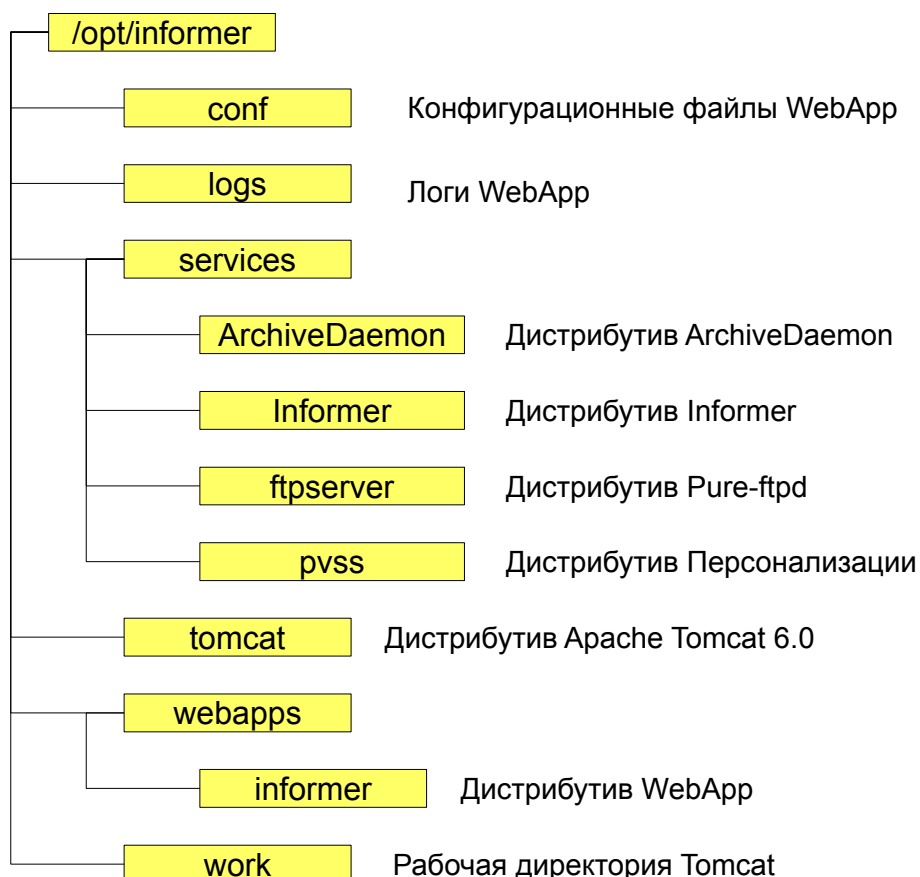 /opt/informer
conf Конфигурационные файлы WebApp
logs Логи WebApp
services
ArchiveDaemon Дистрибутив ArchiveDaemon
Informer Дистрибутив Informer
ftpserver Дистрибутив Pure-ftpd
pvss Дистрибутив Персонализации
tomcat Дистрибутив Apache Tomcat 6.0
webapps
informer Дистрибутив WebApp
work Рабочая директория Tomcat